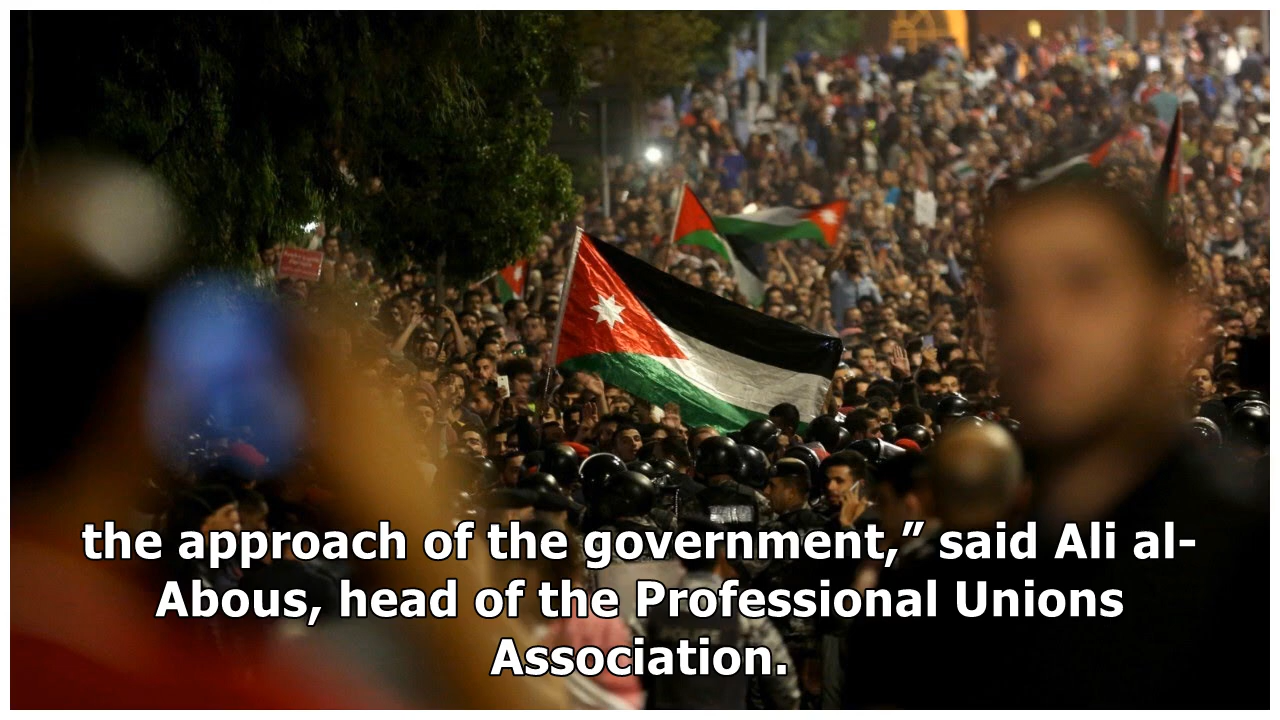 the approach of the government,” said Ali al-
Abous, head of the Professional Unions
Association.